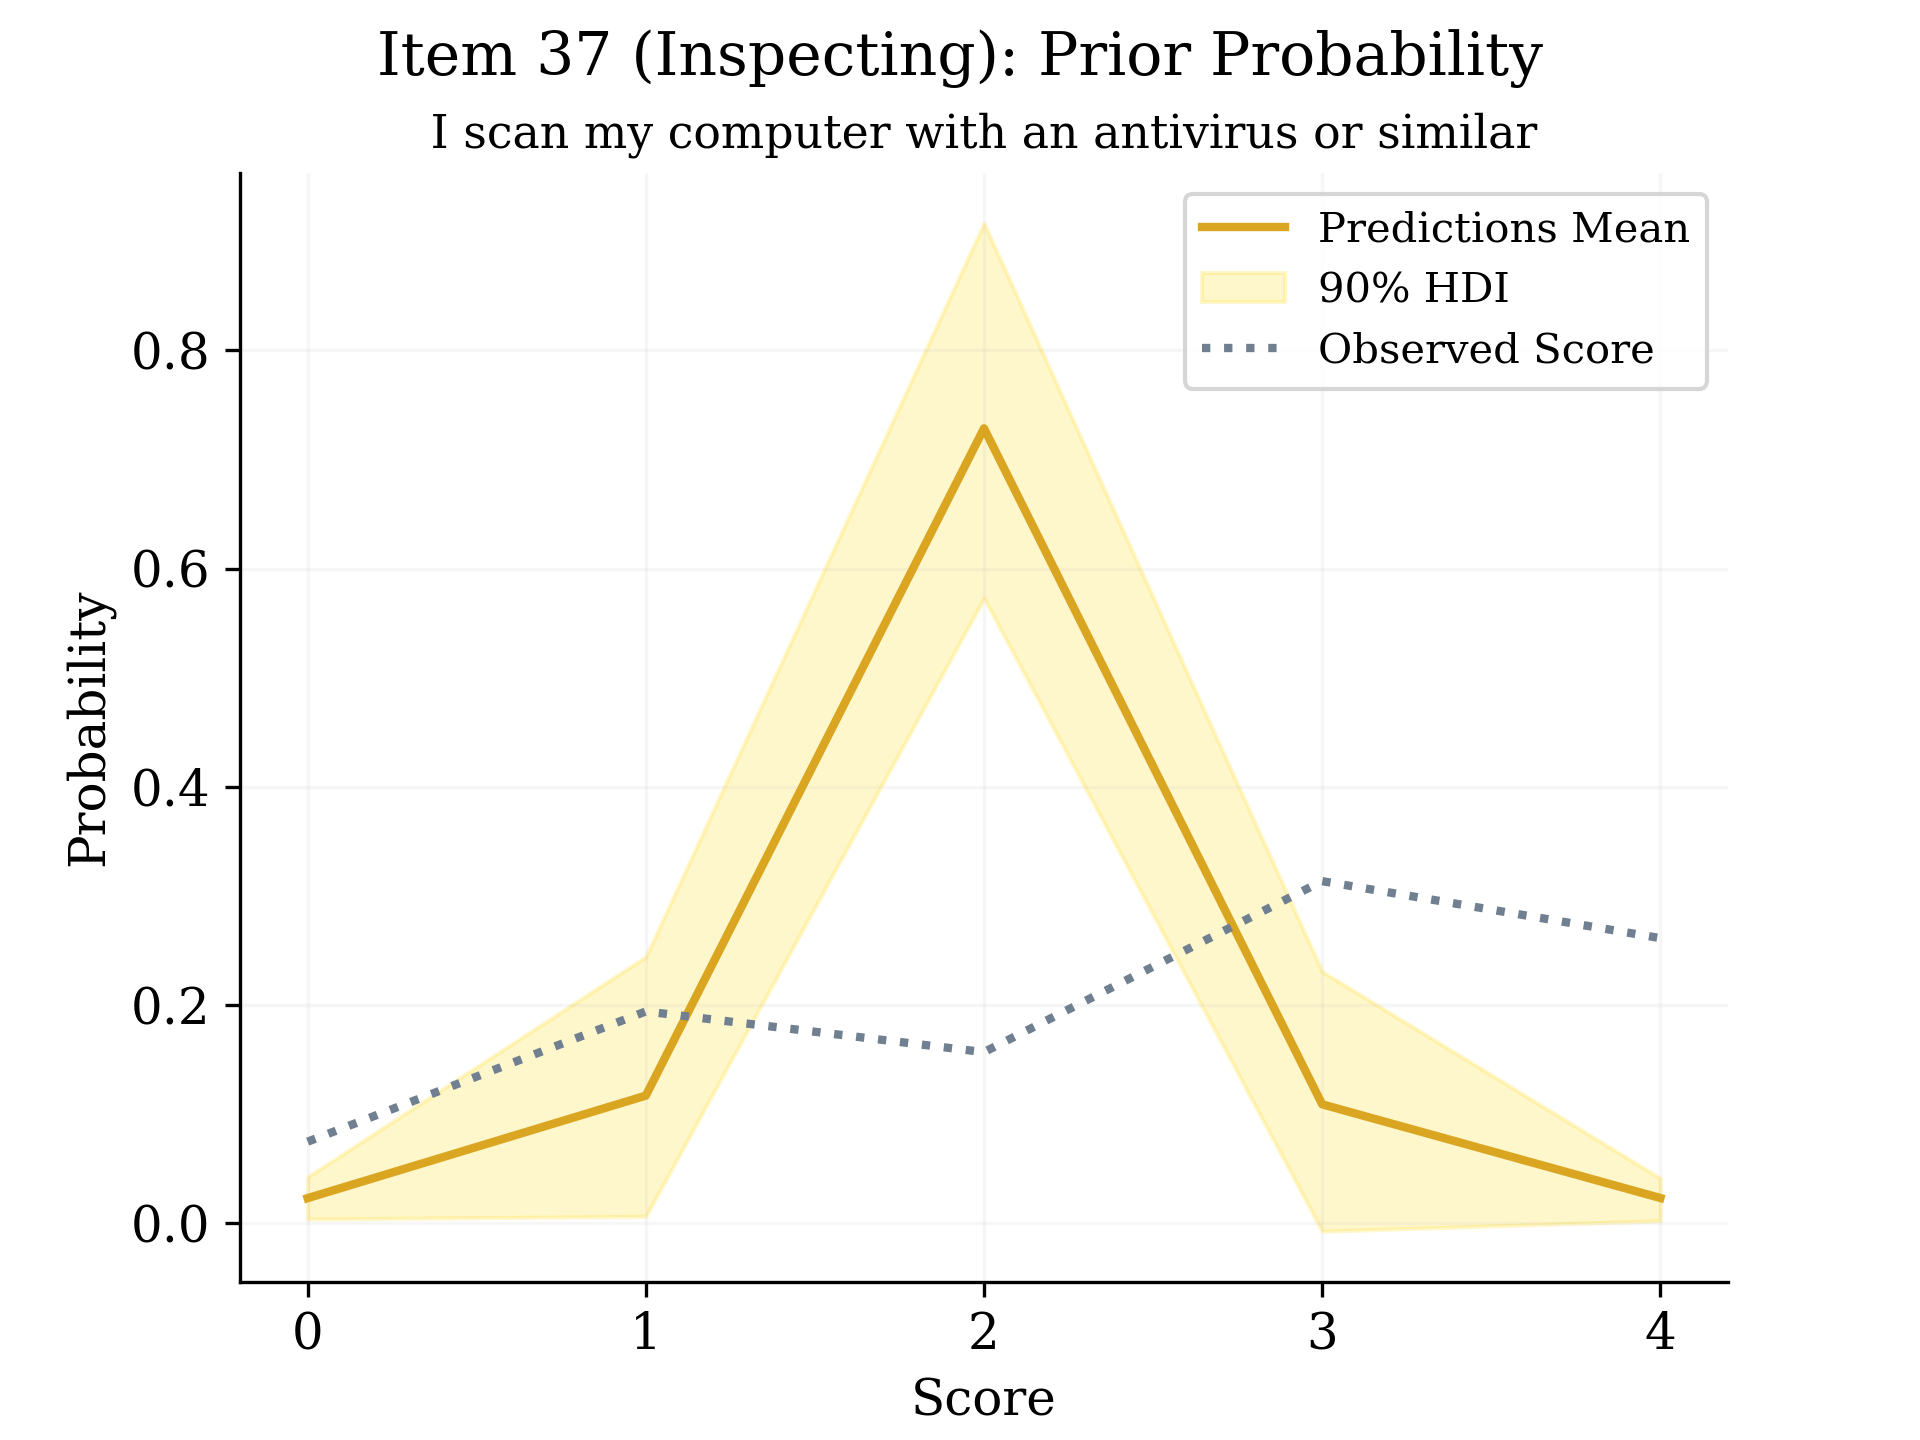 Item 37 (Inspecting): Prior Probability
I scan my computer with an antivirus or similar
Predictions Mean
90% HDI
Observed Score
0.8
0.6
0.4
0.2
0.0
Probability
0 1 2 3 4
Score